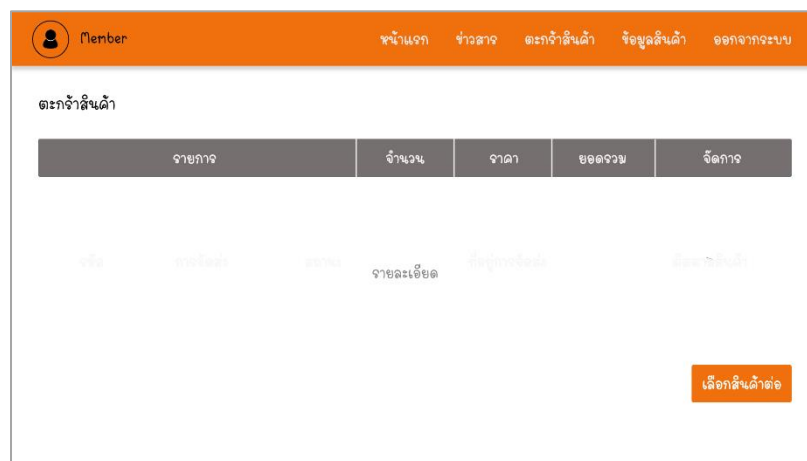 Member หน้าแรก ข่าวสาร ตะกร้าสินค้า ข้อมูลสินค้า ออกจากระบบ
ตะกร้าสินค้า
รายการ จำนวน ราคา ยอดรวม จัดการ
รายละเอียด
เลือกสินค้าต่อ